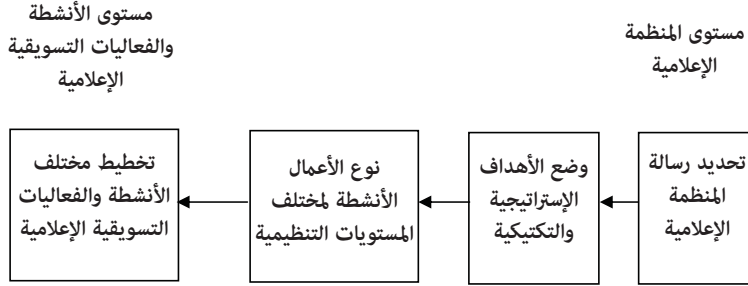 مستوى المنظمة
الإعلامية
مستوى الأنشطة
والفعاليات التسويقية
الإعلامية
تحديد رسالة
المنظمة
الإعلامية
وضع الأهداف
الإستراتيجية
والتكتيكية
نوع الأعمال
الأنشطة لمختلف
المستويات التنظيمية
تخطيط مختلف
الأنشطة والفعاليات
التسويقية الإعلامية